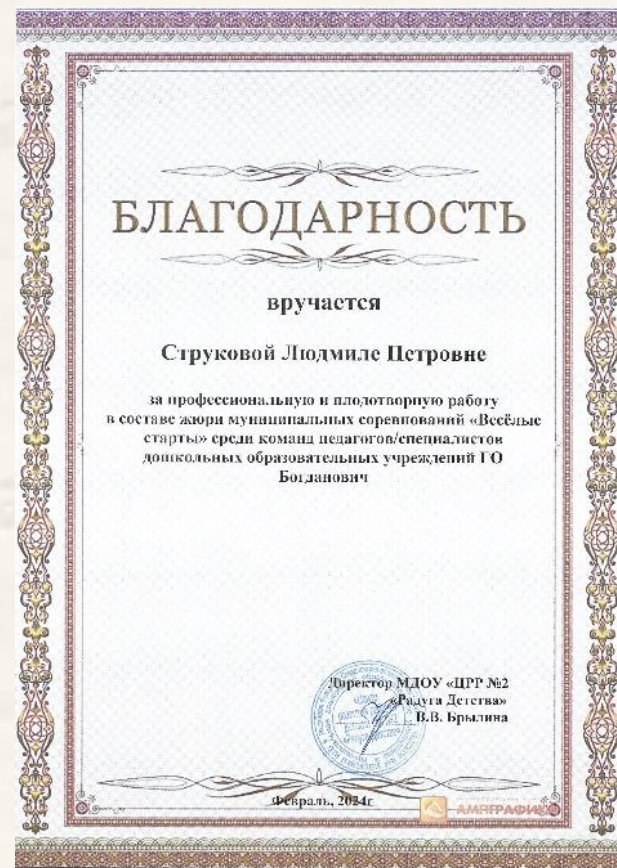 БЛАГОДАРНОСТЬ
вручается
Струковой Людмиле Петровне
за профессиональную и плодотворную работу
в составе жюри муниципальных соревнований «Весёлые
старты» среди команд педагогов/специалистов
дошкольных образовательных учреждений ГО
Богданович
Директор МДОУ «ЦРР №2
«Радуга Детства»
В.В. Брылина
Февраль, 2024г
АМБГРАФИКС